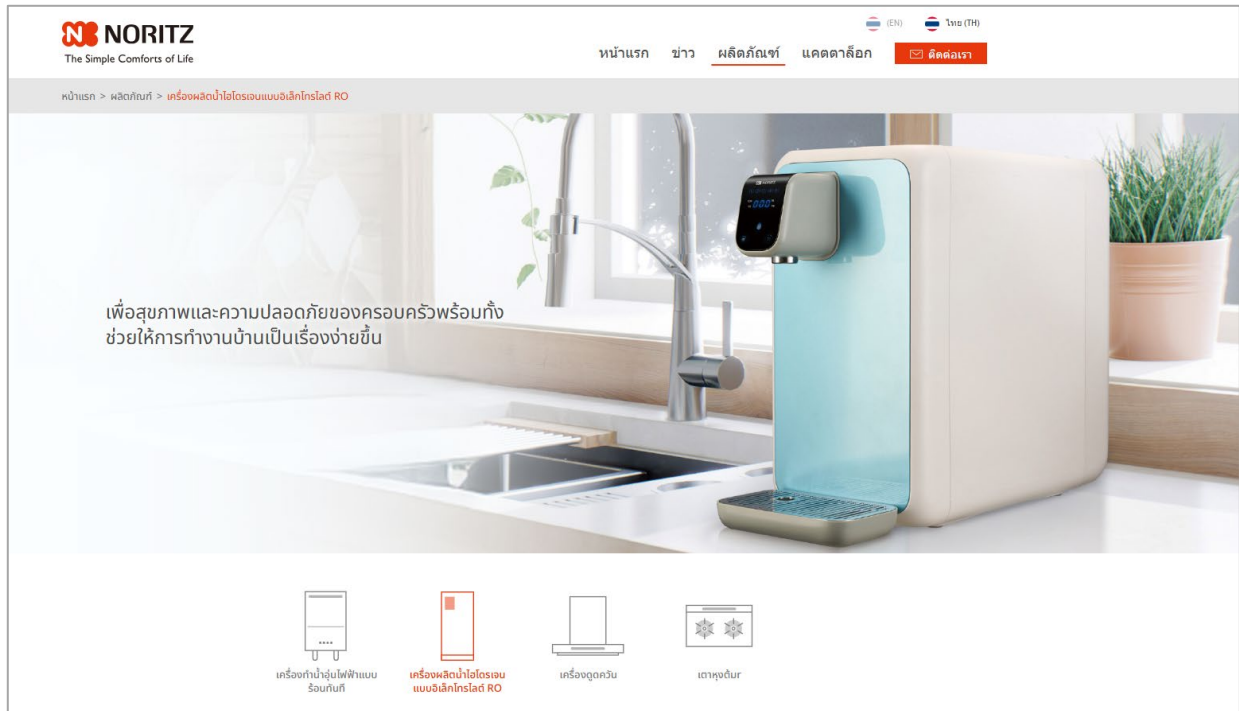 (EN) ไทย (TH)
NORITZ
The Simple Comforts of Life
หน้าแรก ข่าว ผลิตภัณฑ์ แคตตาล็อก ติดต่อเรา
หน้าแรก > ผลิตภัณฑ์ > เครื่องผลิตน้ำไฮโดรเจนแบบอิเล็กโทรไลต์ RO
เพื่อสุขภาพและความปลอดภัยของครอบครัวพร้อมทั้ง
ช่วยให้การทำงานบ้านเป็นเรื่องง่ายขึ้น
เครื่องทำน้ำอุ่นไฟฟ้าแบบ
ร้อนทันที
เครื่องผลิตน้ำไฮโดรเจน
แบบอิเล็กโทรไลต์ RO
เครื่องดูดควัน
เตาหุงต้มr